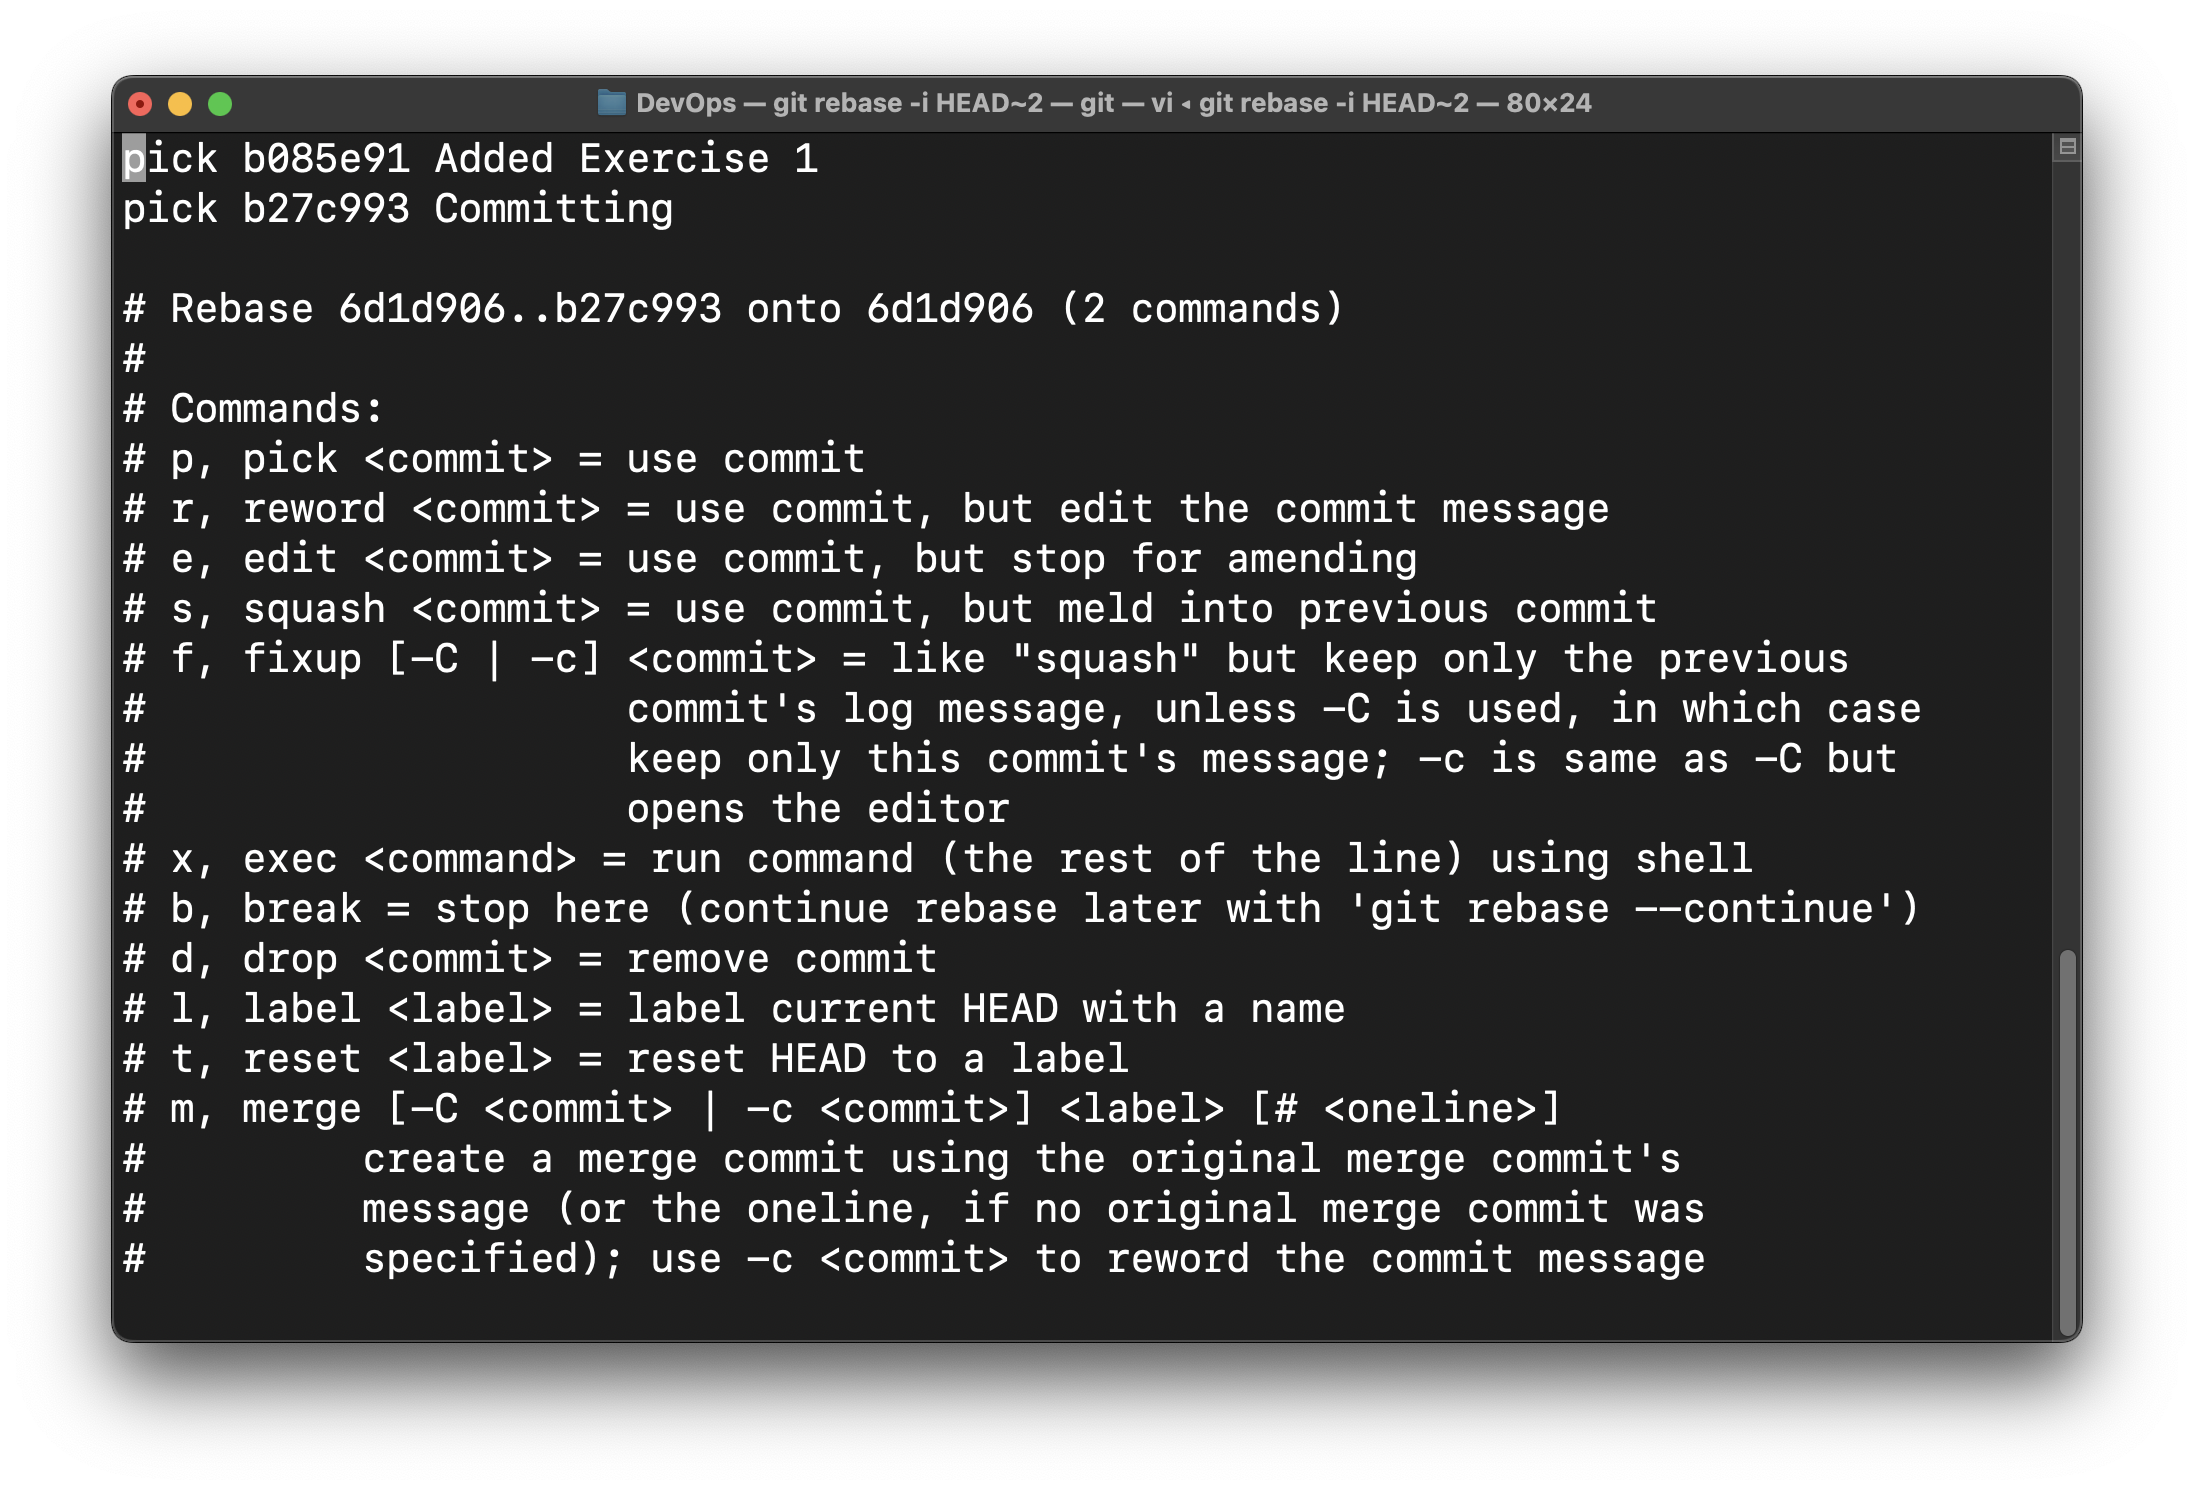 DevOps — git rebase -i HEAD~2 — git — vi ◂ git rebase -i HEAD~2 — 80×24
pick b085e91 Added Exercise 1
pick b27c993 Committing

# Rebase 6d1d906..b27c993 onto 6d1d906 (2 commands)
#
# Commands:
# p, pick <commit> = use commit
# r, reword <commit> = use commit, but edit the commit message
# e, edit <commit> = use commit, but stop for amending
# s, squash <commit> = use commit, but meld into previous commit
# f, fixup [-C | -c] <commit> = like "squash" but keep only the previous
#                    commit's log message, unless -C is used, in which case
#                    keep only this commit's message; -c is same as -C but
#                    opens the editor
# x, exec <command> = run command (the rest of the line) using shell
# b, break = stop here (continue rebase later with 'git rebase --continue')
# d, drop <commit> = remove commit
# l, label <label> = label current HEAD with a name
# t, reset <label> = reset HEAD to a label
# m, merge [-C <commit> | -c <commit>] <label> [# <oneline>]
#         create a merge commit using the original merge commit's
#         message (or the oneline, if no original merge commit was
#         specified); use -c <commit> to reword the commit message